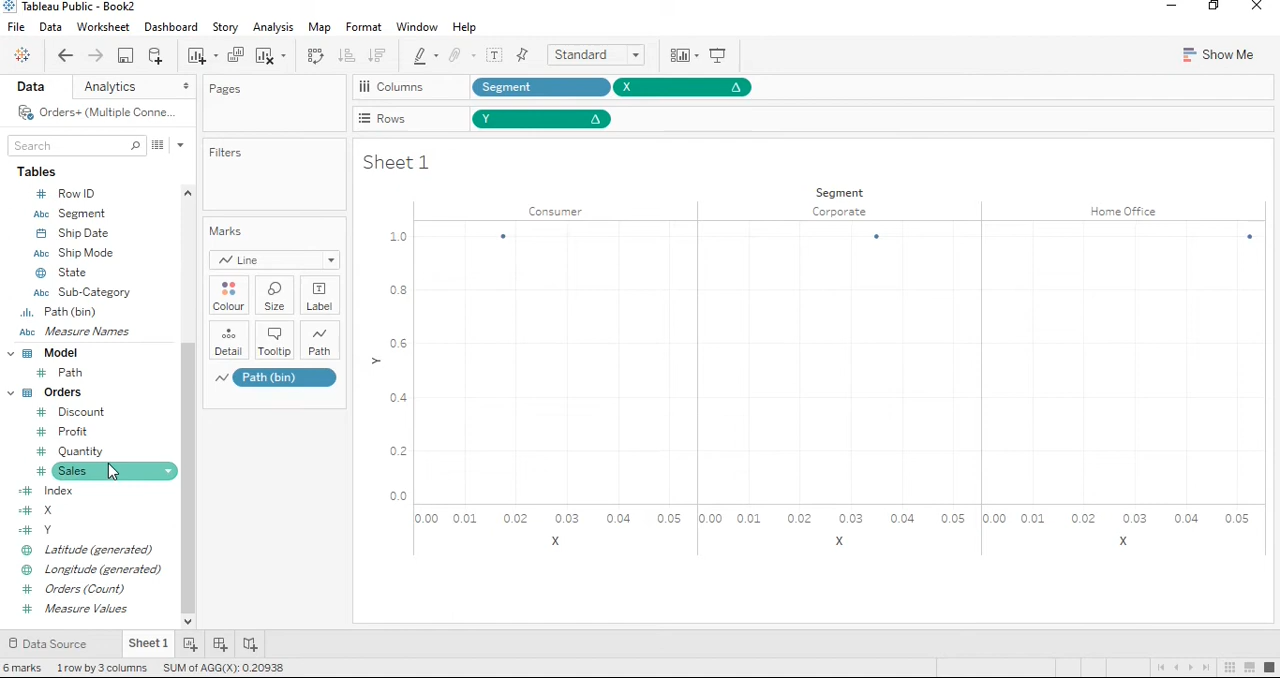 Tableau Public - Book2
File Data Worksheet Dashboard Story Analysis Map Format Window Help
Standard
Show Me
Data Analytics
Orders+ (Multiple Conne...
Search
Tables
# Row ID
Abc Segment
Ship Date
Abc Ship Mode
State
Abc Sub-Category
Path (bin)
Abc Measure Names
Model
# Path
Orders
# Discount
# Profit
# Quantity
# Sales
=# Index
=# X
=# Y
Latitude (generated)
Longitude (generated)
# Orders (Count)
# Measure Values
Pages
Filters
Marks
Line
Colour Size Label
Detail Tooltip Path
Path (bin)
Columns Segment X Δ
Rows Y Δ
Sheet 1
Segment
Consumer Corporate Home Office
1.0
0.8
0.6
Y
0.4
0.2
0.0
0.00 0.01 0.02 0.03 0.04 0.05 0.00 0.01 0.02 0.03 0.04 0.05 0.00 0.01 0.02 0.03 0.04 0.05
X X X
Data Source Sheet 1
6 marks 1 row by 3 columns SUM of AGG(X): 0.20938